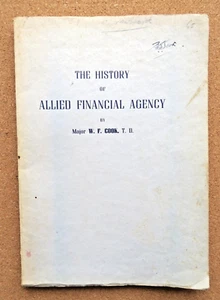 THE HISTORY
OF
ALLIED FINANCIAL AGENCY
BY
Major W. F. COOK, T. D.